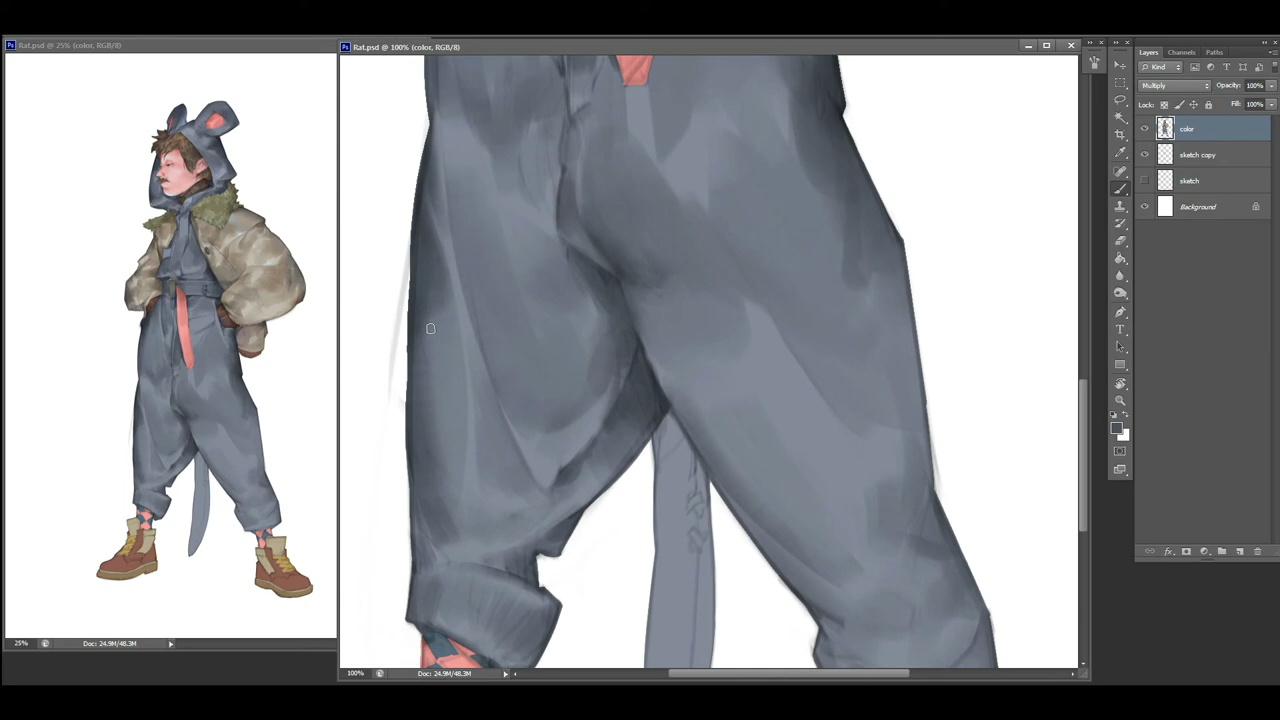 Rat.psd @ 25% (color, RGB/8)
Rat.psd @ 100% (color, RGB/8)
Layers Channels Paths
Kind
Multiply Opacity: 100%
Lock: Fill: 100%
color
sketch copy
sketch
Background
fx
25% Doc: 24.9M/48.3M
100% Doc: 24.9M/48.3M